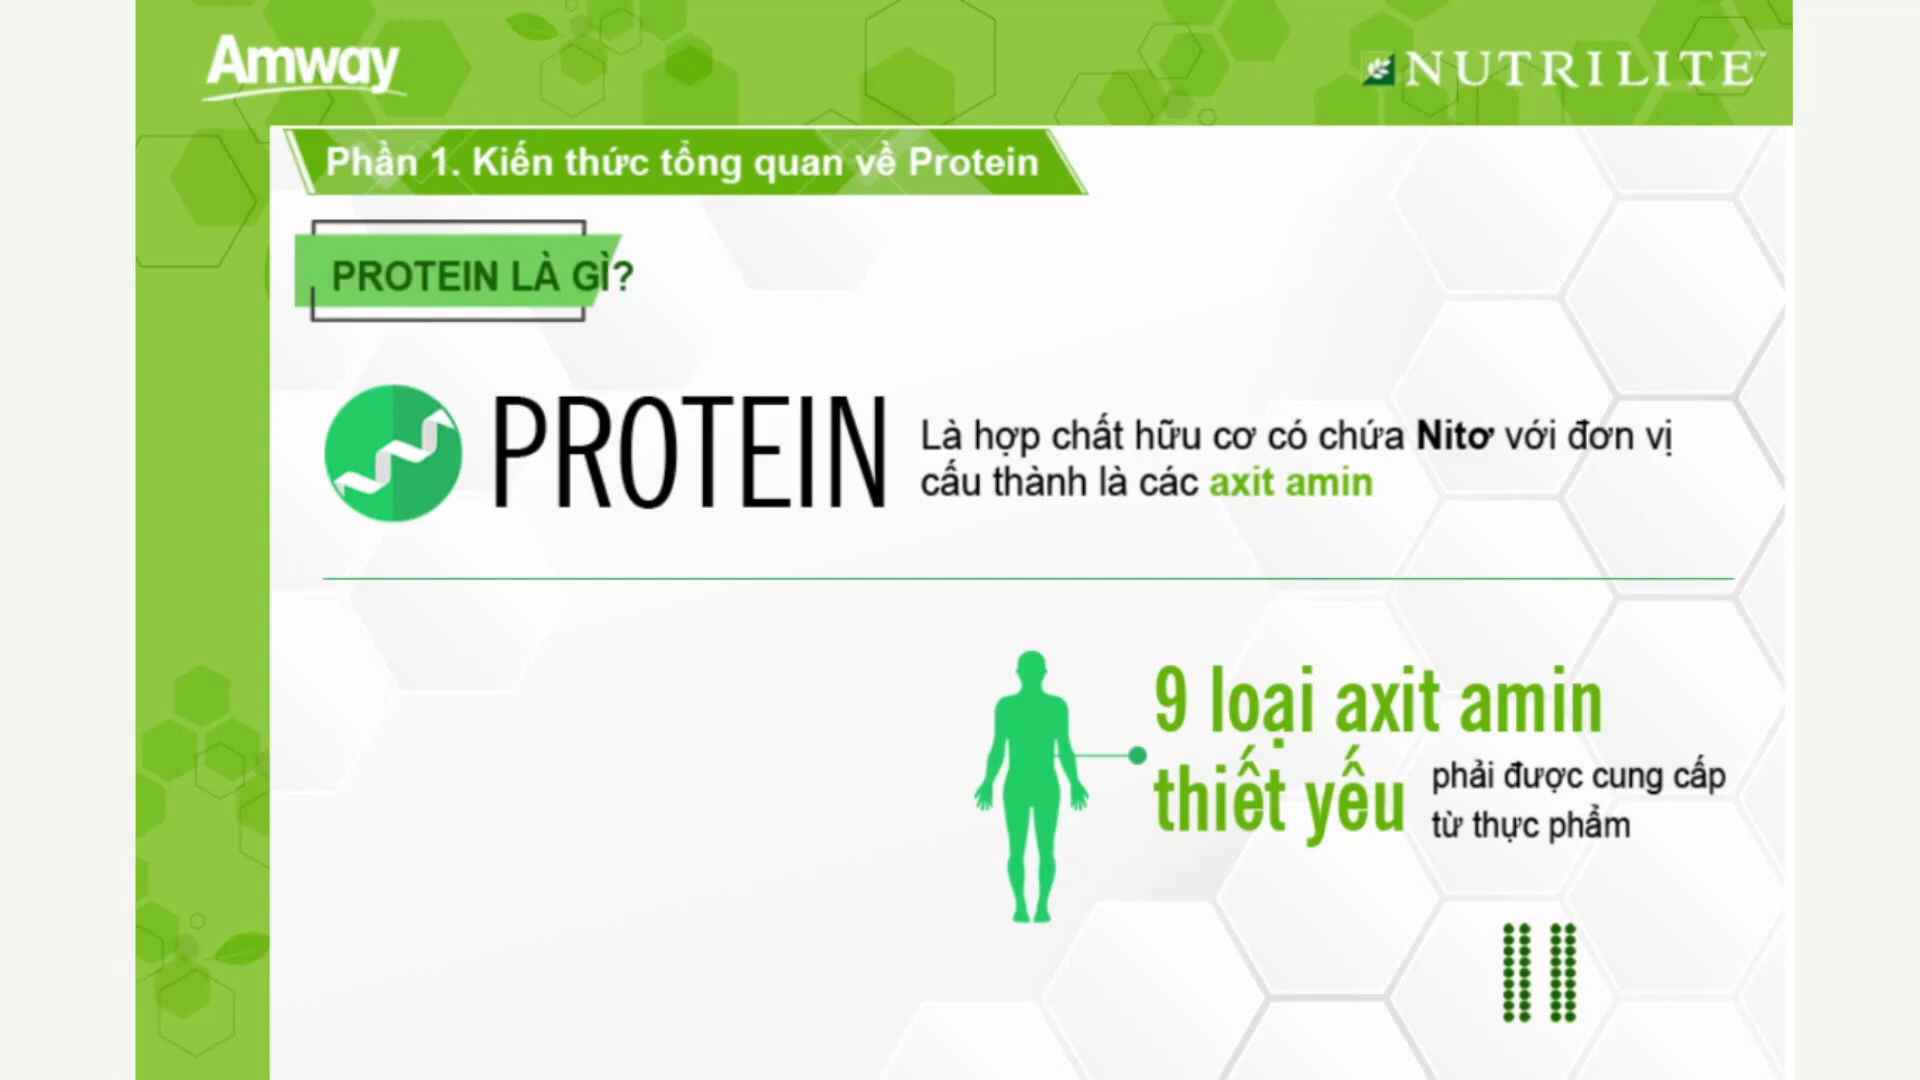 Amway
NUTRILITE™
Phần 1. Kiến thức tổng quan về Protein
PROTEIN LÀ GÌ?
PROTEIN
Là hợp chất hữu cơ có chứa Nitơ với đơn vị
cấu thành là các axit amin
9 loại axit amin
thiết yếu
phải được cung cấp
từ thực phẩm